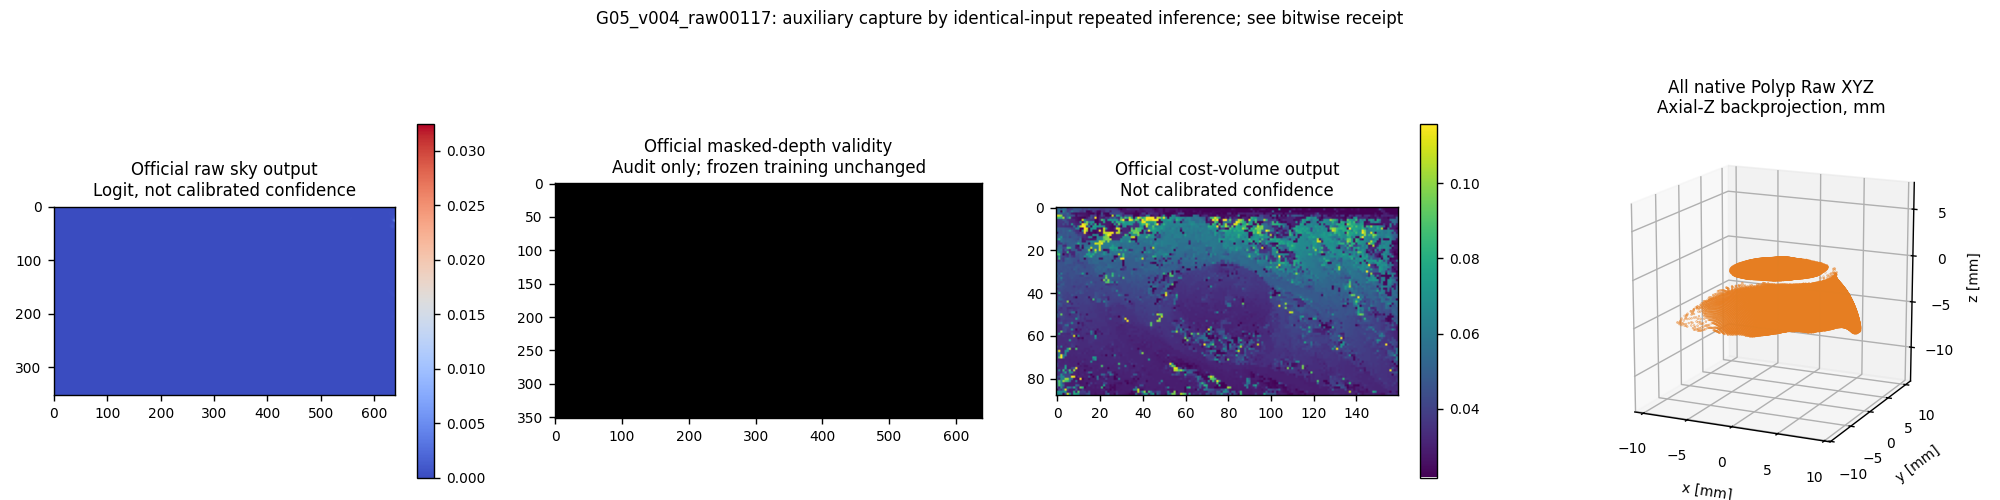 G05_v004_raw00117: auxiliary capture by identical-input repeated inference; see bitwise receipt
Official raw sky output
Logit, not calibrated confidence
0
100
200
300
0 100 200 300 400 500 600
0.030
0.025
0.020
0.015
0.010
0.005
0.000
Official masked-depth validity
Audit only; frozen training unchanged
0
50
100
150
200
250
300
350
0 100 200 300 400 500 600
Official cost-volume output
Not calibrated confidence
0
20
40
60
80
0 20 40 60 80 100 120 140
0.10
0.08
0.06
0.04
All native Polyp Raw XYZ
Axial-Z backprojection, mm
5
0
−5
−10
z [mm]
−10 −5 0 5 10
x [mm]
−10 −5 0 5 10
y [mm]